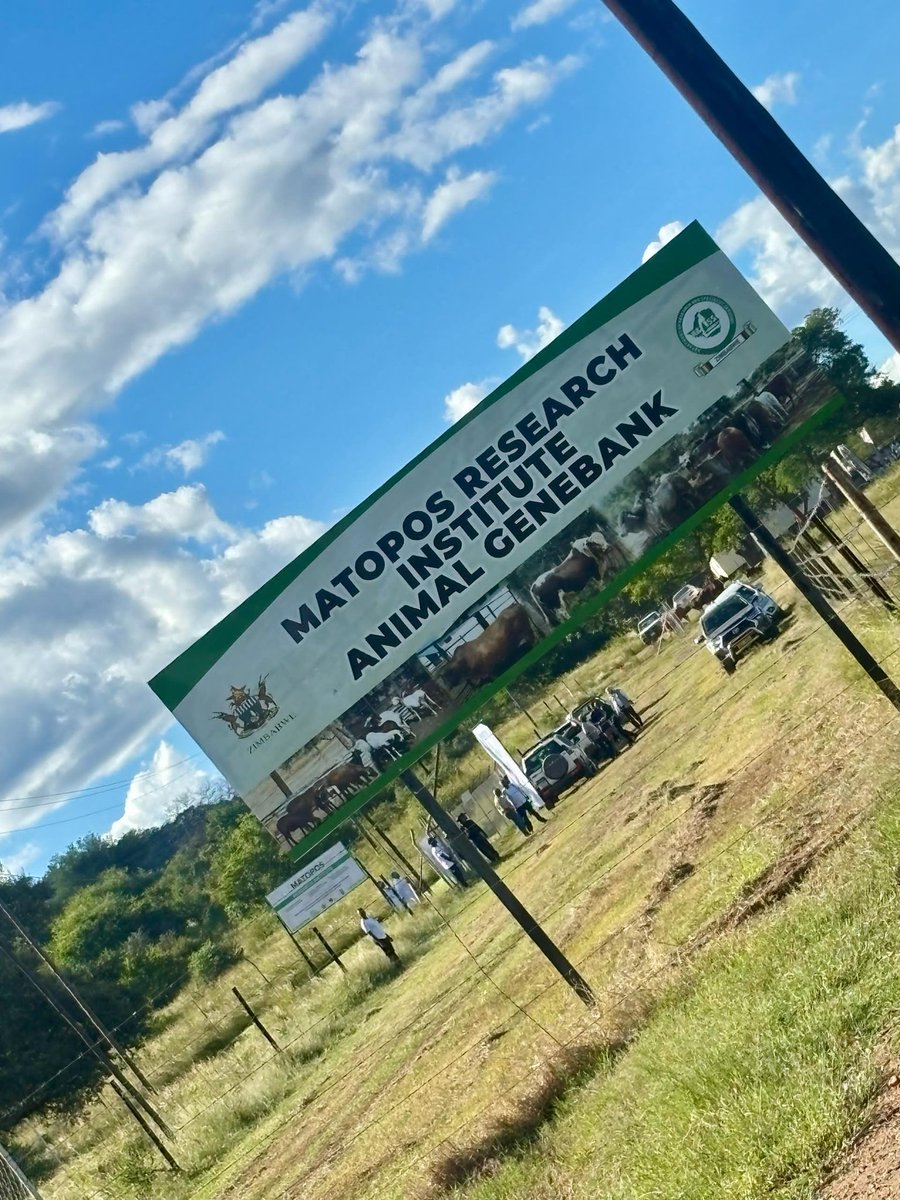 MATOPOS RESEARCH
INSTITUTE
ANIMAL GENEBANK
ZIMBABWE
MATOPOS